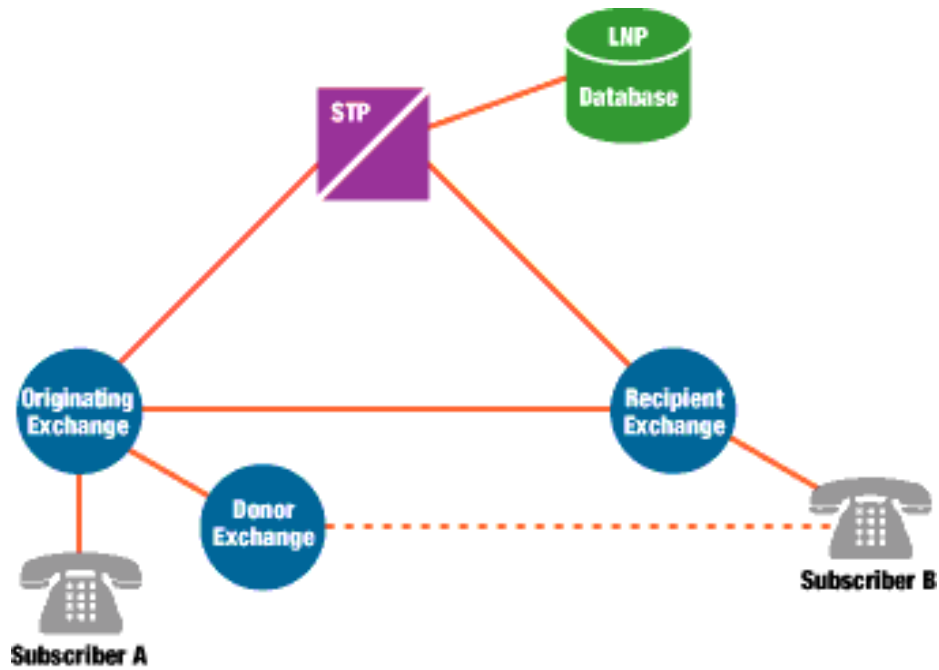 LNP
Database
STP
Originating
Exchange
Recipient
Exchange
Donor
Exchange
Subscriber B
Subscriber A